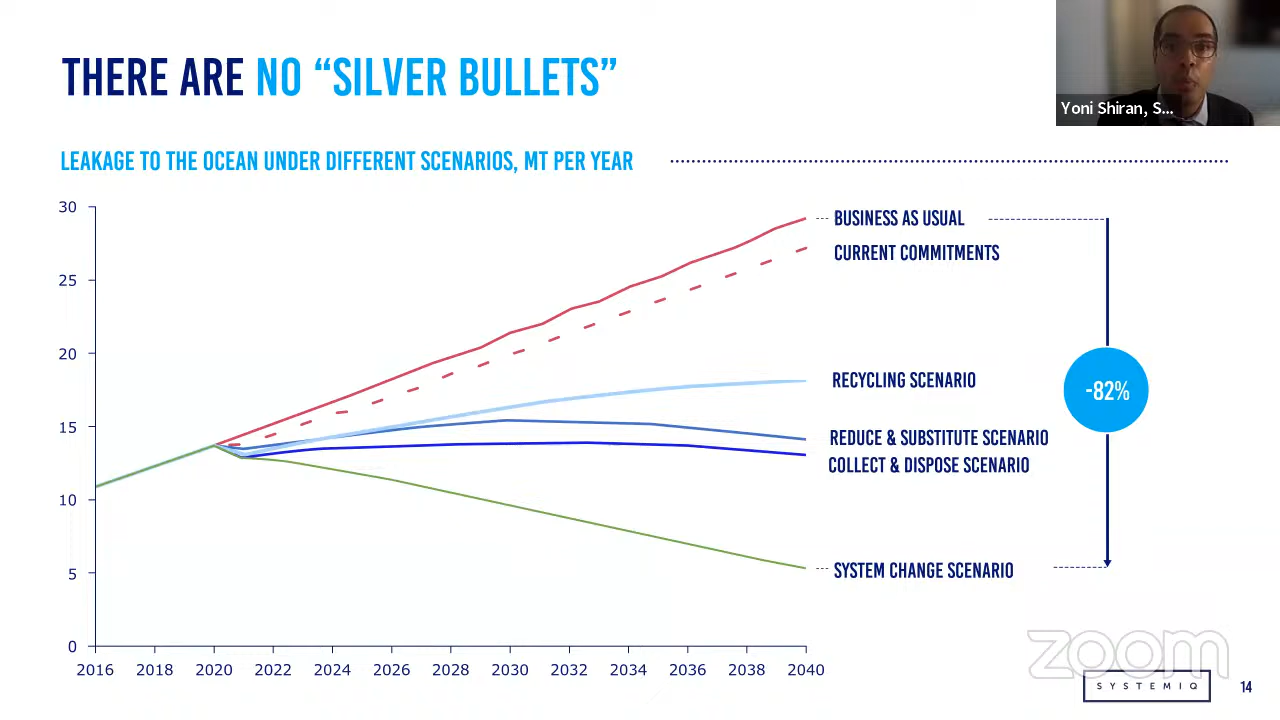 THERE ARE NO “SILVER BULLETS”
Yoni Shiran, S...
LEAKAGE TO THE OCEAN UNDER DIFFERENT SCENARIOS, MT PER YEAR
30
25
20
15
10
5
0
2016 2018 2020 2022 2024 2026 2028 2030 2032 2034 2036 2038 2040
BUSINESS AS USUAL
CURRENT COMMITMENTS
RECYCLING SCENARIO
REDUCE & SUBSTITUTE SCENARIO
COLLECT & DISPOSE SCENARIO
SYSTEM CHANGE SCENARIO
-82%
zoom
SYSTEMIQ
14